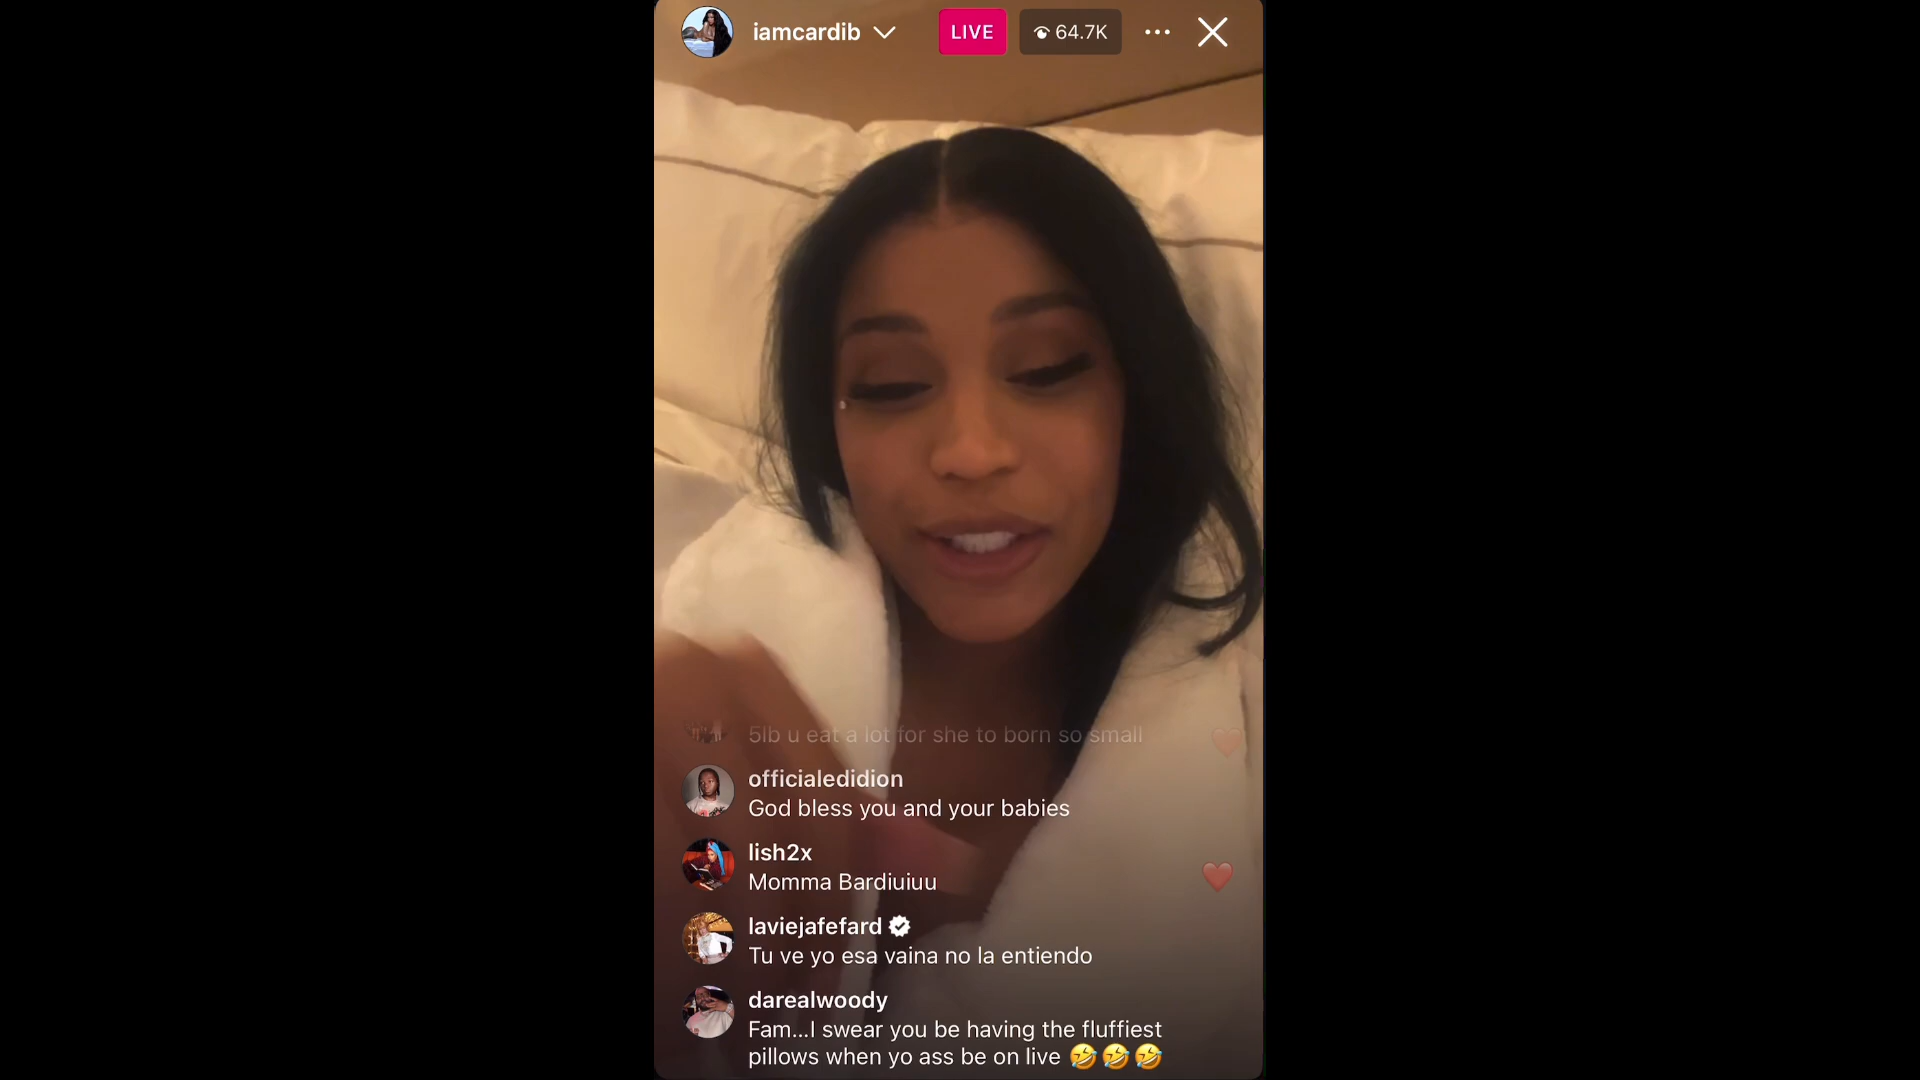 iamcardib
LIVE
64.7K
5lb u eat a lot for she to born so small
officialedidion
God bless you and your babies
lish2x
Momma Bardiuiuu
laviejafefard
Tu ve yo esa vaina no la entiendo
darealwoody
Fam...I swear you be having the fluffiest
pillows when yo ass be on live 🤣🤣🤣